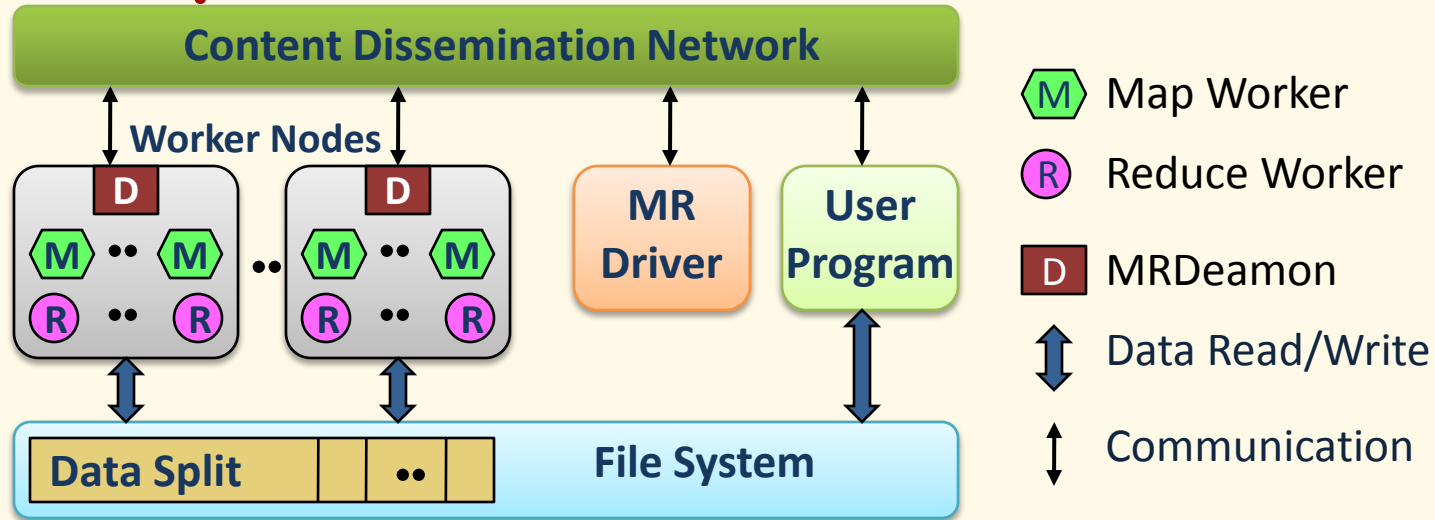 Content Dissemination Network
Worker Nodes
D
D
M •• M
•• M •• M
R •• R
R •• R
MR
Driver
User
Program
Data Split ••
File System
M Map Worker
R Reduce Worker
D MRDeamon
Data Read/Write
Communication